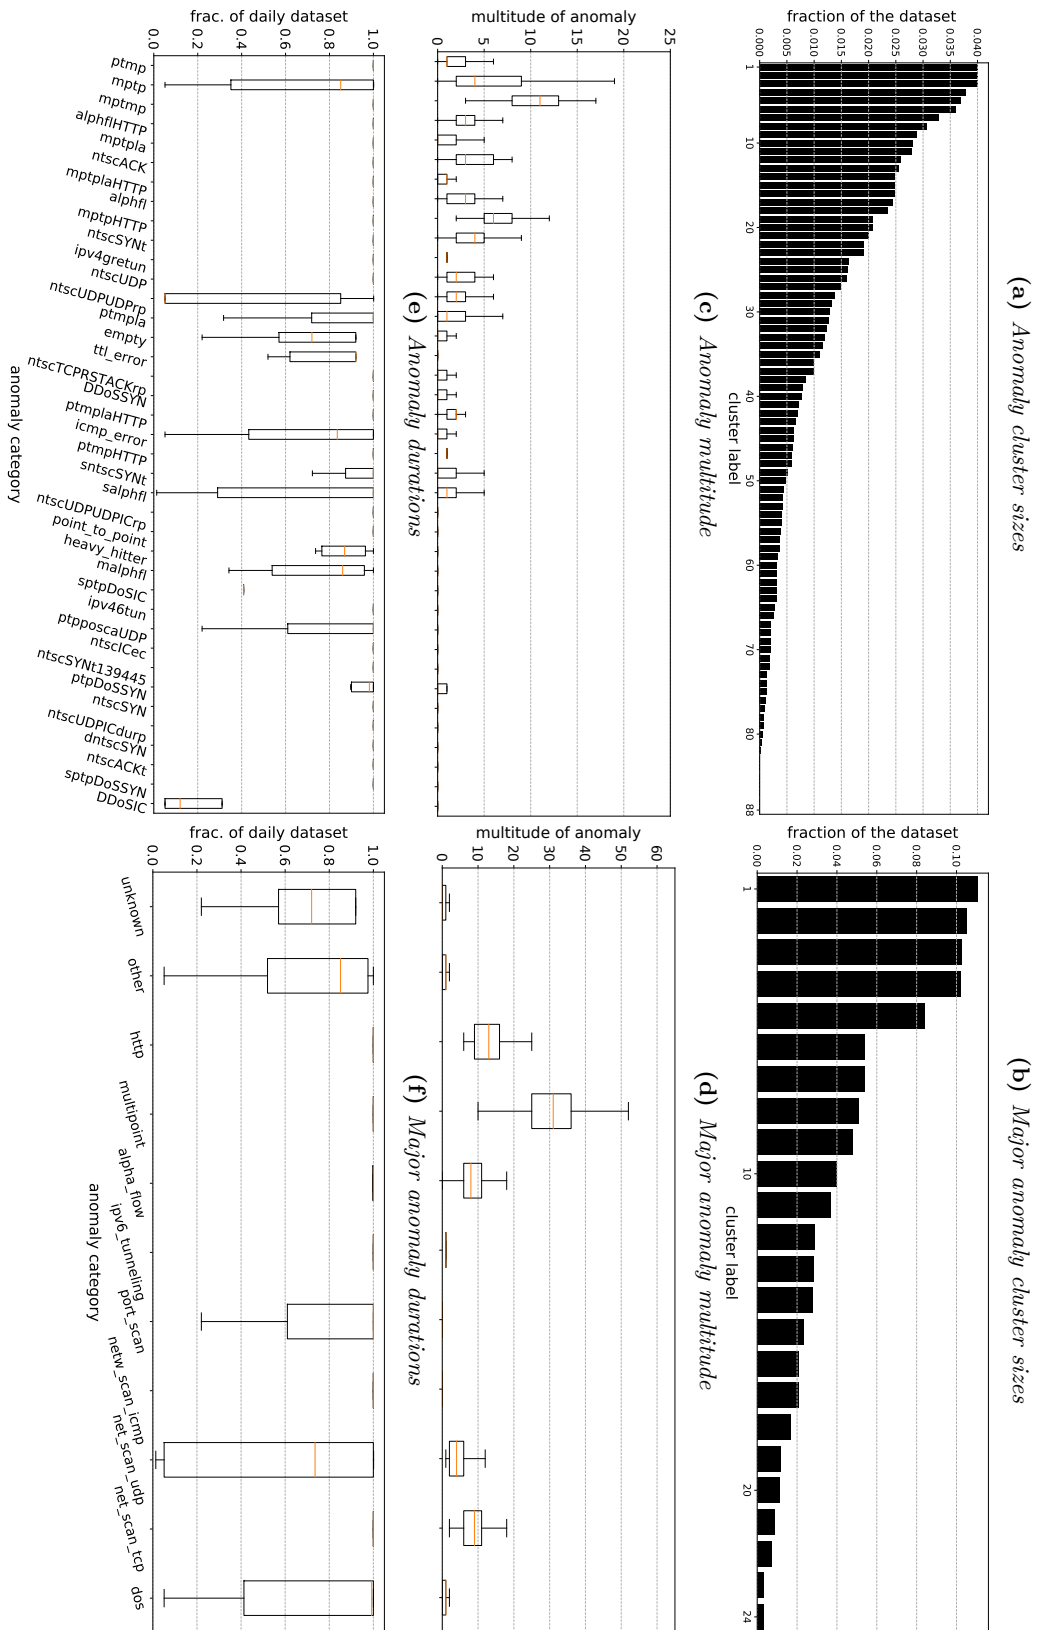 fraction of the dataset
0.040
0.035
0.030
0.025
0.020
0.015
0.010
0.005
0.000
1
10
20
30
40
50
60
70
80
88
cluster label
(a) Anomaly cluster sizes
fraction of the dataset
0.10
0.08
0.06
0.04
0.02
0.00
1
10
20
24
cluster label
(b) Major anomaly cluster sizes
multitude of anomaly
25
20
15
10
5
0
(c) Anomaly multitude
multitude of anomaly
60
50
40
30
20
10
0
(d) Major anomaly multitude
frac. of daily dataset
1.0
0.8
0.6
0.4
0.2
0.0
ptmp
mptp
mptmp
alphflHTTP
mptpla
ntscACK
mptplaHTTP
alphfl
mptpHTTP
ntscSYNt
ipv4gretun
ntscUDP
ntscUDPUDPrp
ptmpla
empty
ttl_error
ntscTCPRSTACKrp
DDoSSYN
ptmplaHTTP
icmp_error
ptmpHTTP
sntscSYNt
salphfl
ntscUDPUDPICrp
point_to_point
heavy_hitter
malphfl
sptpDoSIC
ipv46tun
ptpposcaUDP
ntscICec
ntscSYNt139445
ptpDoSSYN
ntscSYN
ntscUDPICdurp
dntscSYN
ntscACKt
sptpDoSSYN
DDoSIC
anomaly category
(e) Anomaly durations
frac. of daily dataset
1.0
0.8
0.6
0.4
0.2
0.0
unknown
other
http
multipoint
alpha_flow
ipv6_tunneling
port_scan
netw_scan_icmp
net_scan_udp
net_scan_tcp
dos
anomaly category
(f) Major anomaly durations